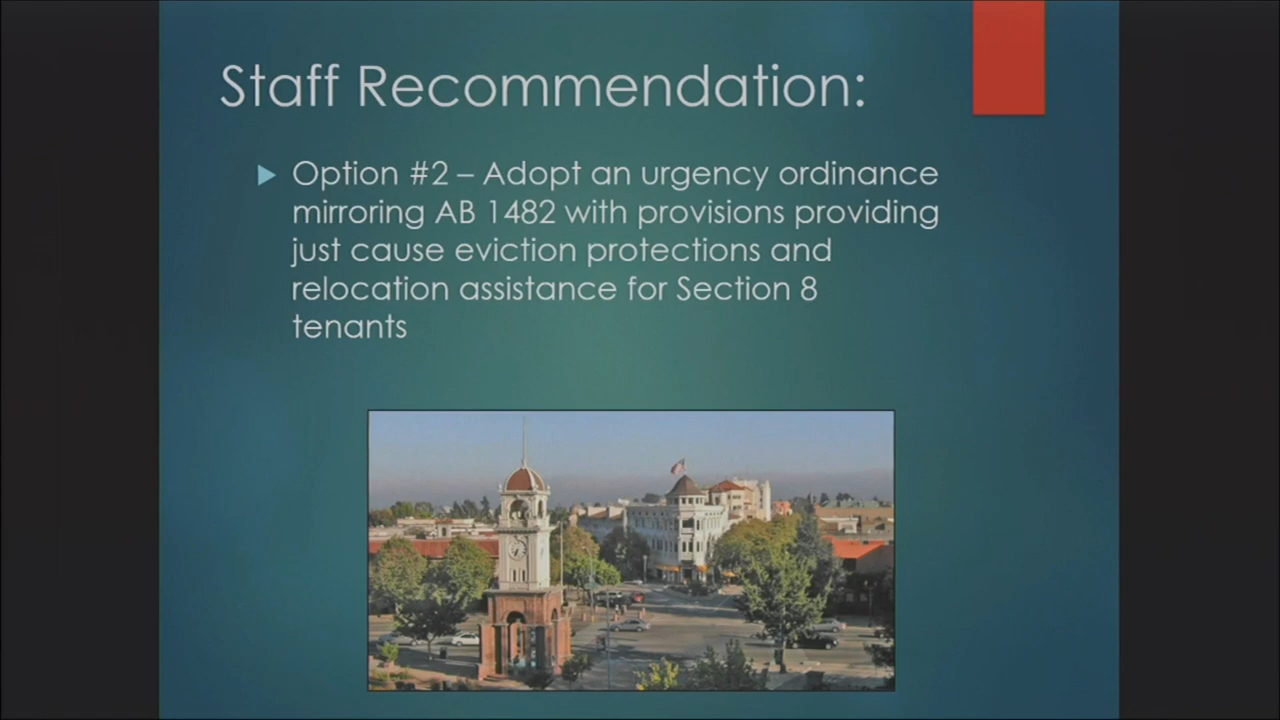 Staff Recommendation:
Option #2 – Adopt an urgency ordinance
mirroring AB 1482 with provisions providing
just cause eviction protections and
relocation assistance for Section 8
tenants